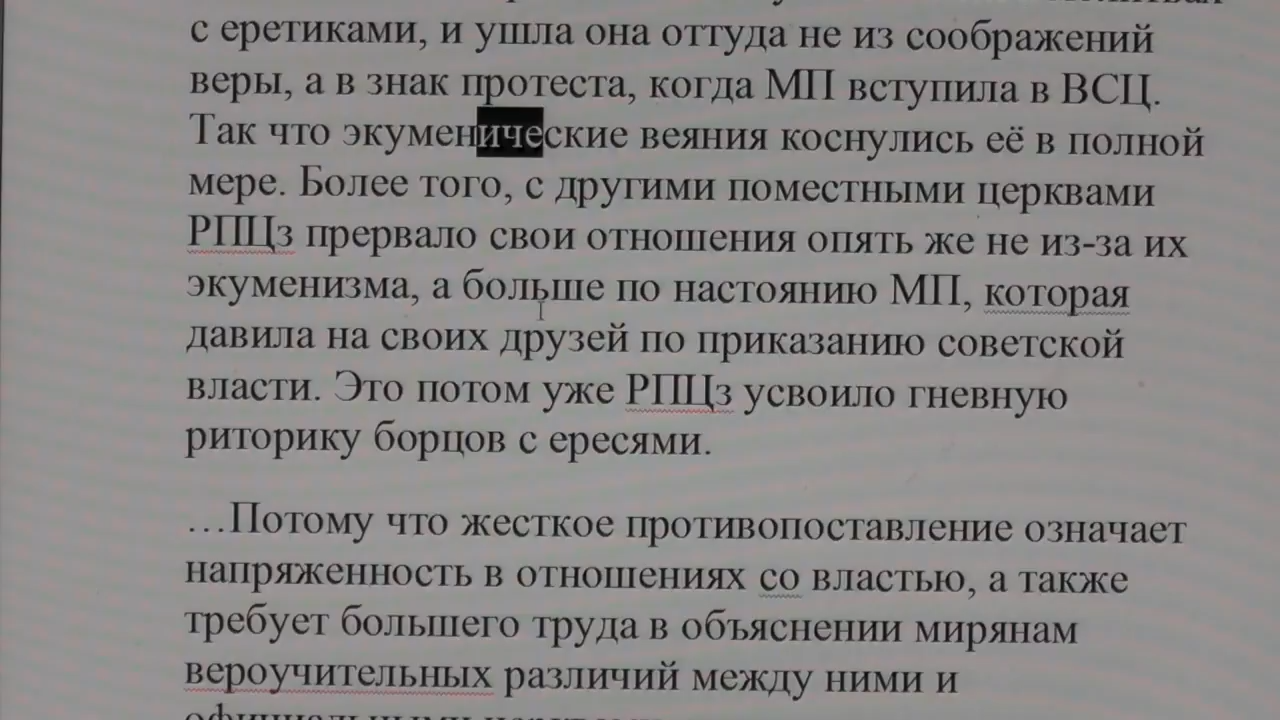 с еретиками, и ушла она оттуда не из соображений
веры, а в знак протеста, когда МП вступила в ВСЦ.
Так что экуменические веяния коснулись её в полной
мере. Более того, с другими поместными церквами
РПЦз прервало свои отношения опять же не из-за их
экуменизма, а больше по настоянию МП, которая
давила на своих друзей по приказанию советской
власти. Это потом уже РПЦз усвоило гневную
риторику борцов с ересями.
…Потому что жесткое противопоставление означает
напряженность в отношениях со властью, а также
требует большего труда в объяснении мирянам
вероучительных различий между ними и